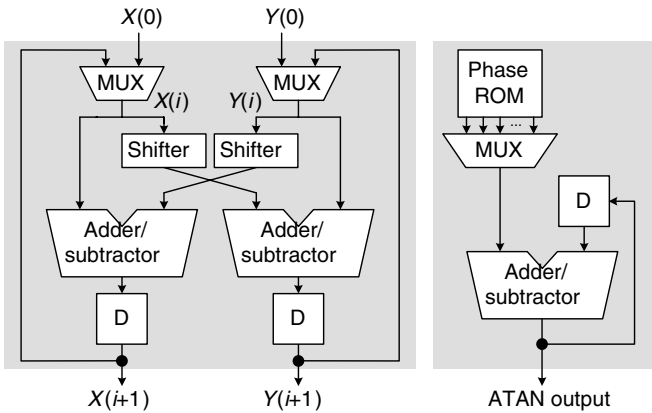 X(0)
Y(0)
MUX
MUX
X(i)
Y(i)
Shifter
Shifter
Adder/
subtractor
Adder/
subtractor
D
D
X(i+1)
Y(i+1)
Phase
ROM
...
MUX
D
Adder/
subtractor
ATAN output